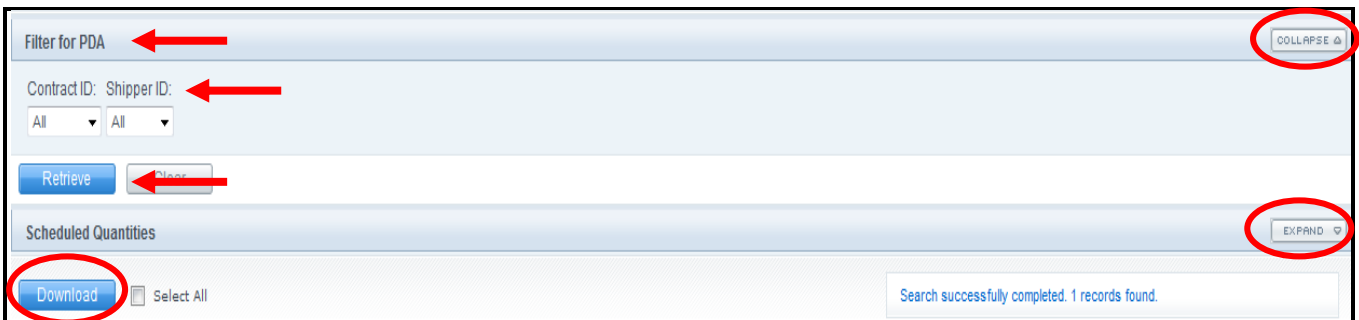 Filter for PDA COLLAPSE
Contract ID: Shipper ID:
All All
Retrieve Clear
Scheduled Quantities EXPAND
Download Select All Search successfully completed. 1 records found.